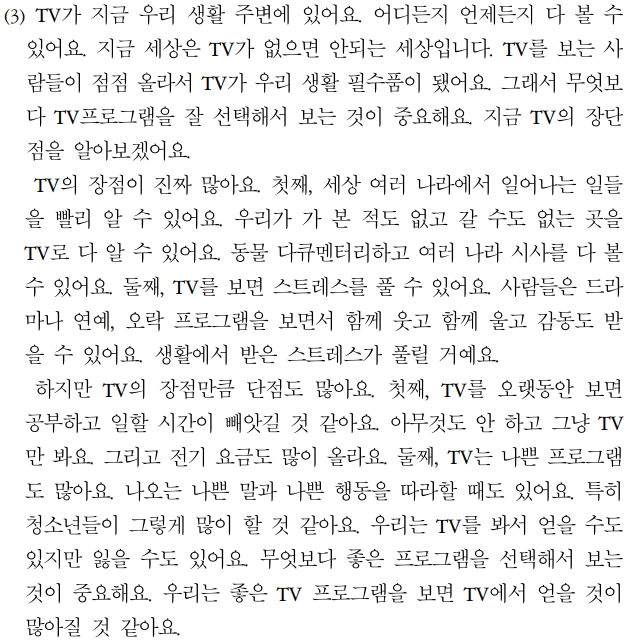 (3) TV가 지금 우리 생활 주변에 있어요. 어디든지 언제든지 다 볼 수
있어요. 지금 세상은 TV가 없으면 안되는 세상입니다. TV를 보는 사
람들이 점점 올라서 TV가 우리 생활 필수품이 됐어요. 그래서 무엇보
다 TV프로그램을 잘 선택해서 보는 것이 중요해요. 지금 TV의 장단
점을 알아보겠어요.
TV의 장점이 진짜 많아요. 첫째, 세상 여러 나라에서 일어나는 일들
을 빨리 알 수 있어요. 우리가 가 본 적도 없고 갈 수도 없는 곳을
TV로 다 알 수 있어요. 동물 다큐멘터리하고 여러 나라 시사를 다 볼
수 있어요. 둘째, TV를 보면 스트레스를 풀 수 있어요. 사람들은 드라
마나 연예, 오락 프로그램을 보면서 함께 웃고 함께 울고 감동도 받
을 수 있어요. 생활에서 받은 스트레스가 풀릴 거예요.
하지만 TV의 장점만큼 단점도 많아요. 첫째, TV를 오랫동안 보면
공부하고 일할 시간이 빼앗길 것 같아요. 아무것도 안 하고 그냥 TV
만 봐요. 그리고 전기 요금도 많이 올라요. 둘째, TV는 나쁜 프로그램
도 많아요. 나오는 나쁜 말과 나쁜 행동을 따라할 때도 있어요. 특히
청소년들이 그렇게 많이 할 것 같아요. 우리는 TV를 봐서 얻을 수도
있지만 잃을 수도 있어요. 무엇보다 좋은 프로그램을 선택해서 보는
것이 중요해요. 우리는 좋은 TV 프로그램을 보면 TV에서 얻을 것이
많아질 것 같아요.